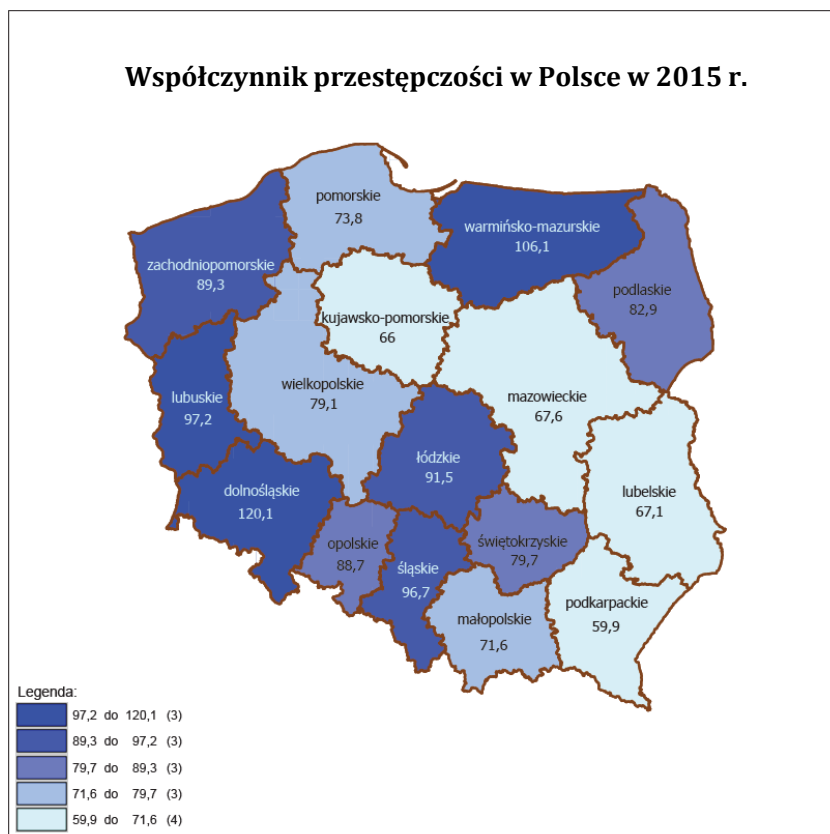 Współczynnik przestępczości w Polsce w 2015 r.
pomorskie
73,8
warmińsko-mazurskie
106,1
zachodniopomorskie
89,3
podlaskie
82,9
kujawsko-pomorskie
66
wielkopolskie
79,1
mazowieckie
67,6
lubuskie
97,2
łódzkie
91,5
dolnośląskie
120,1
lubelskie
67,1
opolskie
88,7
świętokrzyskie
79,7
śląskie
96,7
podkarpackie
59,9
małopolskie
71,6
Legenda:
97,2 do 120,1 (3)
89,3 do 97,2 (3)
79,7 do 89,3 (3)
71,6 do 79,7 (3)
59,9 do 71,6 (4)